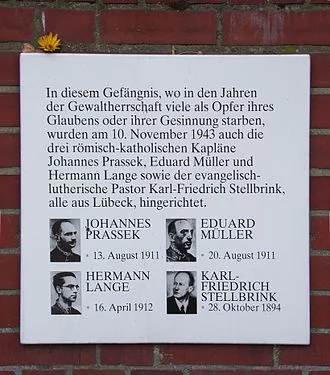 In diesem Gefängnis, wo in den Jahren
der Gewaltherrschaft viele als Opfer ihres
Glaubens oder ihrer Gesinnung starben,
wurden am 10. November 1943 auch die
drei römisch-katholischen Kapläne
Johannes Prassek, Eduard Müller und
Hermann Lange sowie der evangelisch-
lutherische Pastor Karl-Friedrich Stellbrink,
alle aus Lübeck, hingerichtet.
JOHANNES
PRASSEK
* 13. August 1911
EDUARD
MÜLLER
* 20. August 1911
HERMANN
LANGE
* 16. April 1912
KARL-
FRIEDRICH
STELLBRINK
* 28. Oktober 1894